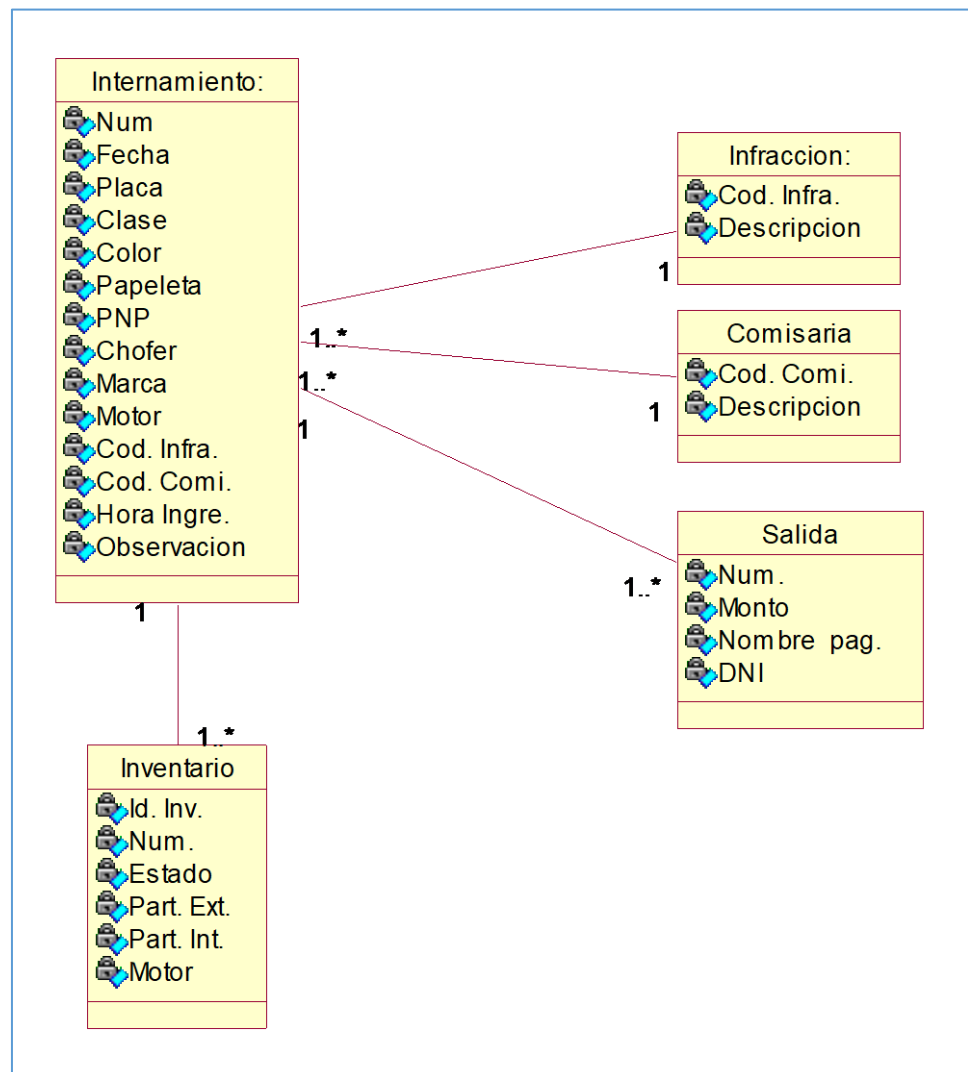 Internamiento:
Num
Fecha
Placa
Clase
Color
Papeleta
PNP
Chofer
Marca
Motor
Cod. Infra.
Cod. Comi.
Hora Ingre.
Observacion
1
1..*
1..*
1
Infraccion:
Cod. Infra.
Descripcion
1
Comisaria
Cod. Comi.
Descripcion
1
Salida
Num.
Monto
Nombre pag.
DNI
1..*
1..*
Inventario
Id. Inv.
Num.
Estado
Part. Ext.
Part. Int.
Motor